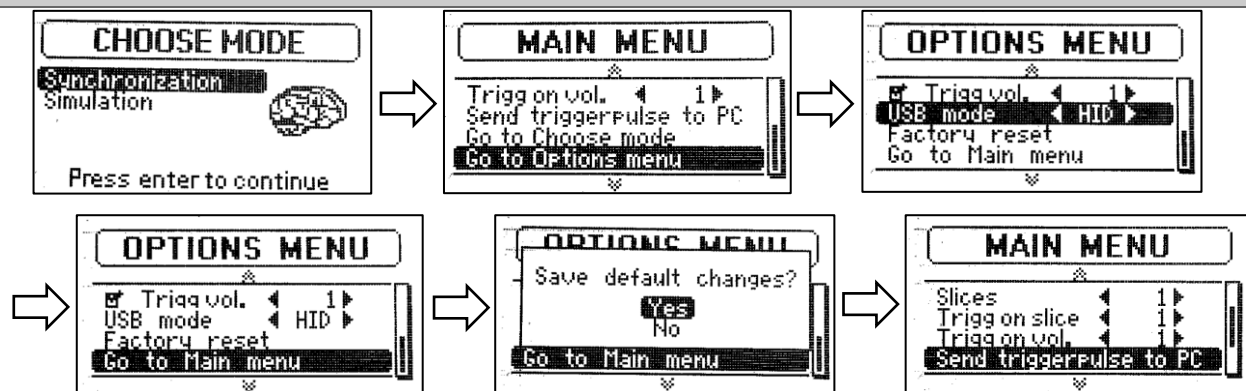 CHOOSE MODE
Synchronization
Simulation
Press enter to continue
MAIN MENU
Trigg on vol. 1
Send triggerpulse to PC
Go to Choose mode
Go to Options menu
OPTIONS MENU
Trigg vol. 1
USB mode HID
Factory reset
Go to Main menu
OPTIONS MENU
Trigg vol. 1
USB mode HID
Factory reset
Go to Main menu
OPTIONS MENU
Save default changes?
Yes
No
Go to Main menu
MAIN MENU
Slices 1
Trigg on slice 1
Trigg on vol. 1
Send triggerpulse to PC